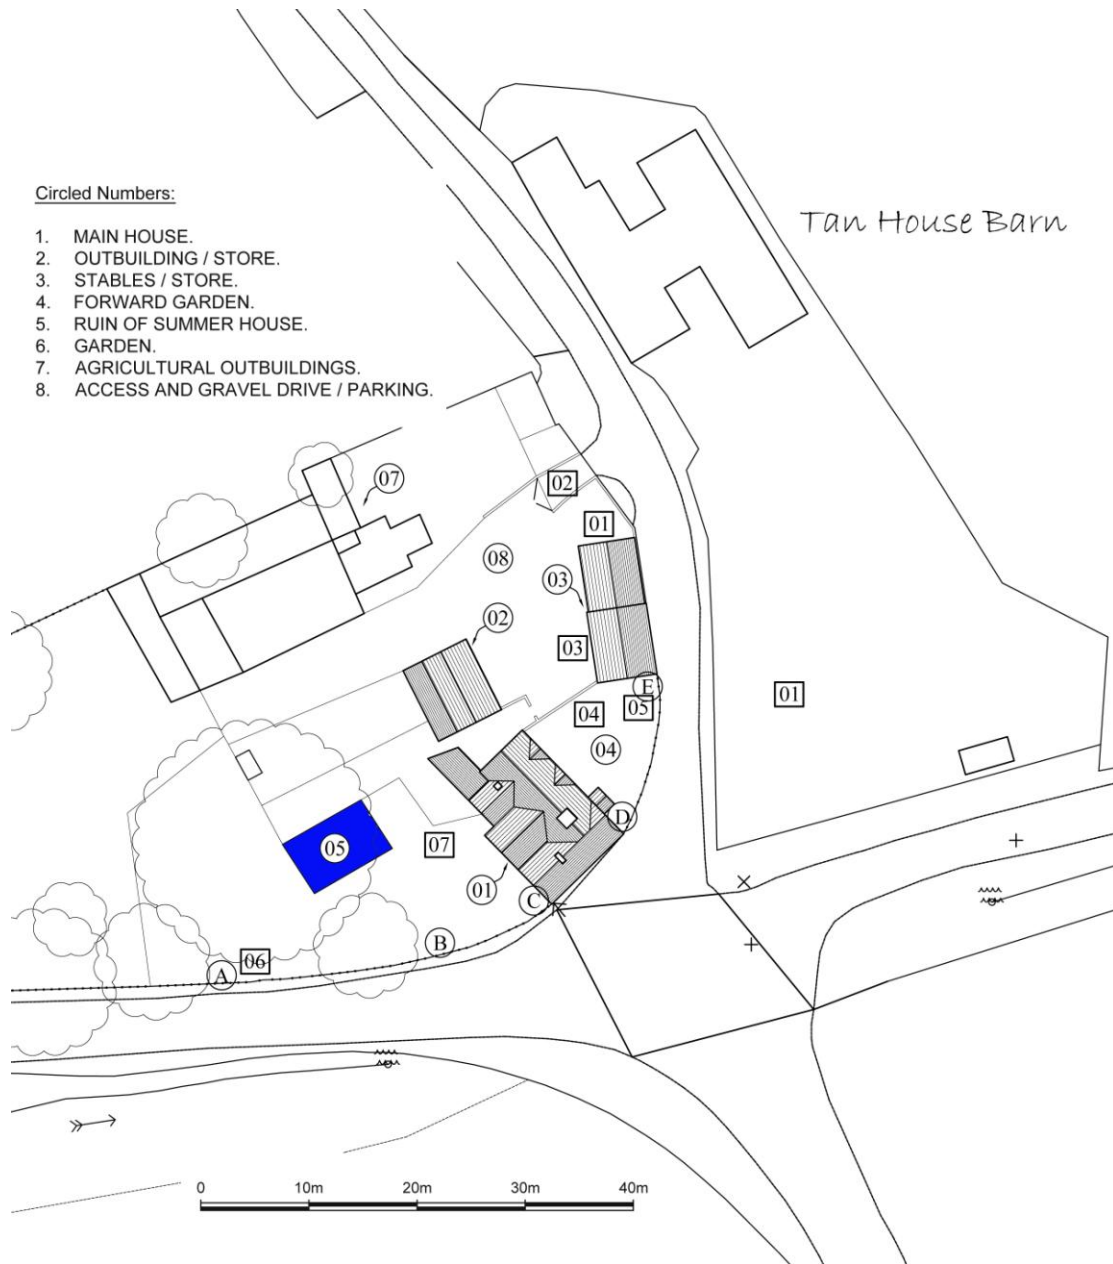 Circled Numbers:
1. MAIN HOUSE.
2. OUTBUILDING / STORE.
3. STABLES / STORE.
4. FORWARD GARDEN.
5. RUIN OF SUMMER HOUSE.
6. GARDEN.
7. AGRICULTURAL OUTBUILDINGS.
8. ACCESS AND GRAVEL DRIVE / PARKING.
Tan House Barn
07
02
01
08
03
02
03
E
04
05
01
04
D
05
07
01
C
B
06
A
0 10m 20m 30m 40m